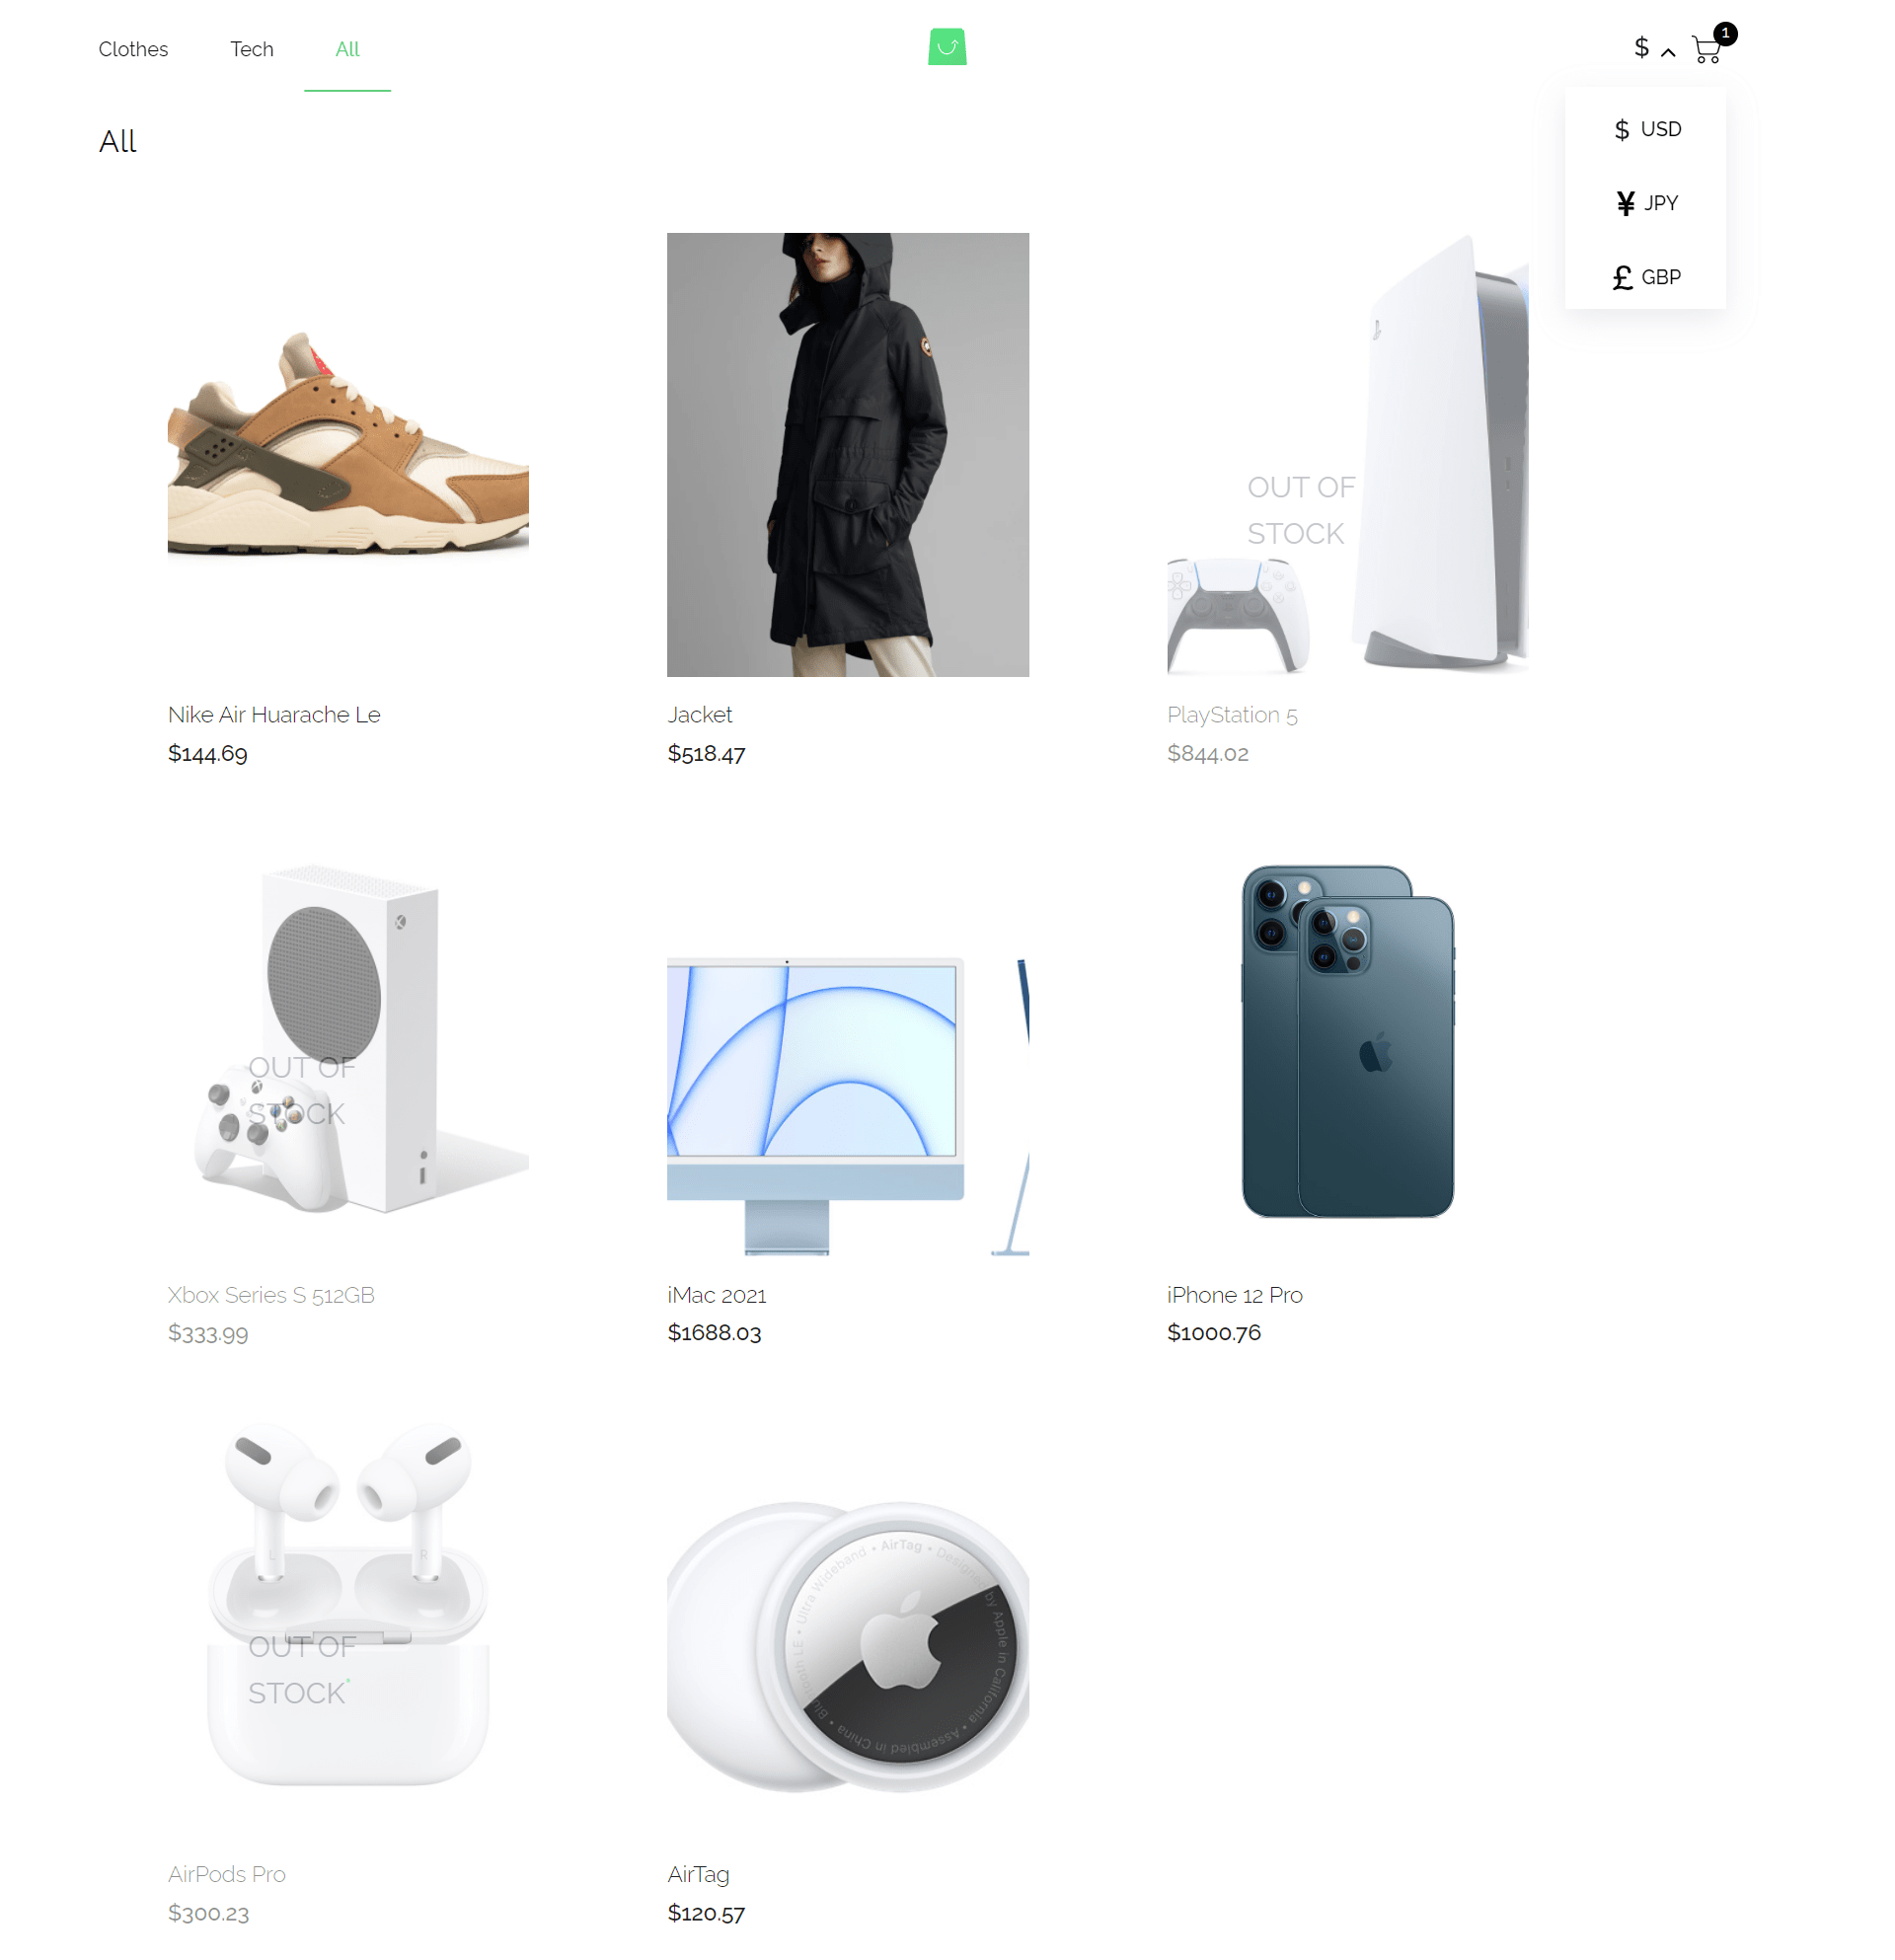 Clothes
Tech
All
$
1
$ USD
¥ JPY
£ GBP
All
OUT OF
STOCK
Nike Air Huarache Le
$144.69
Jacket
$518.47
PlayStation 5
$844.02
OUT OF
STOCK
Xbox Series S 512GB
$333.99
iMac 2021
$1688.03
iPhone 12 Pro
$1000.76
L
R
OUT OF
STOCK
• Ultra Wideband • AirTag • Designed by Apple in California • Assembled in China • Bluetooth LE
AirPods Pro
$300.23
AirTag
$120.57